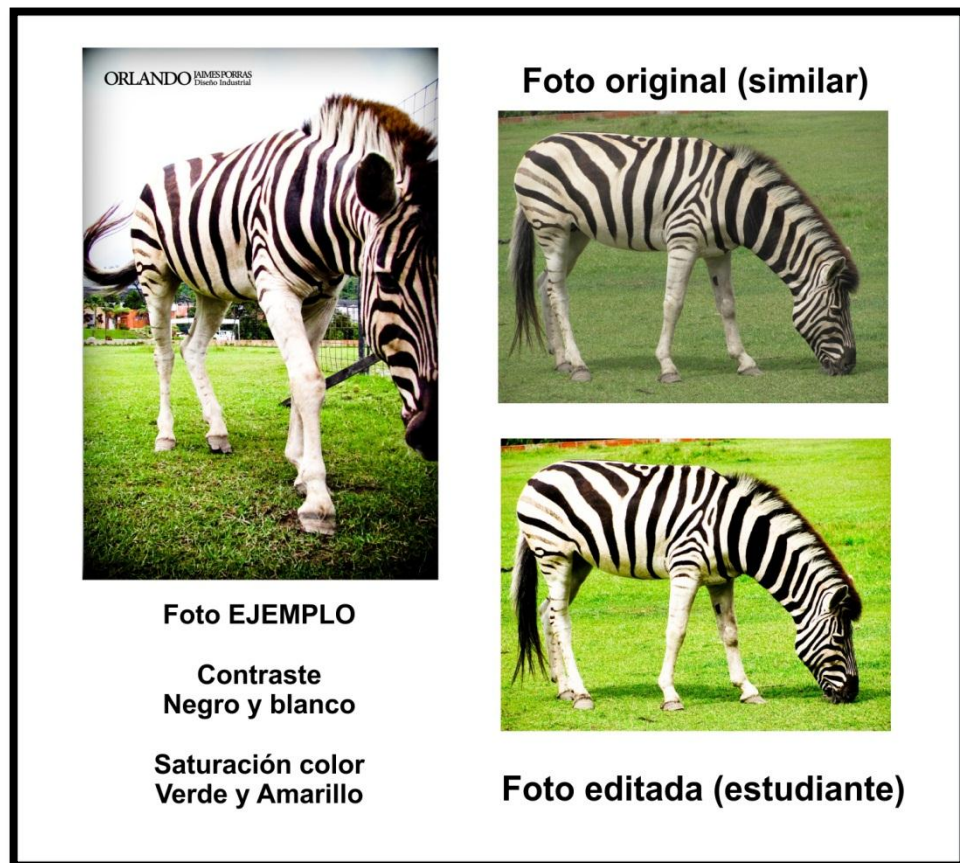 ORLANDO JAIMES PORRAS
Diseño Industrial
Foto EJEMPLO
Contraste
Negro y blanco
Saturación color
Verde y Amarillo
Foto original (similar)
Foto editada (estudiante)